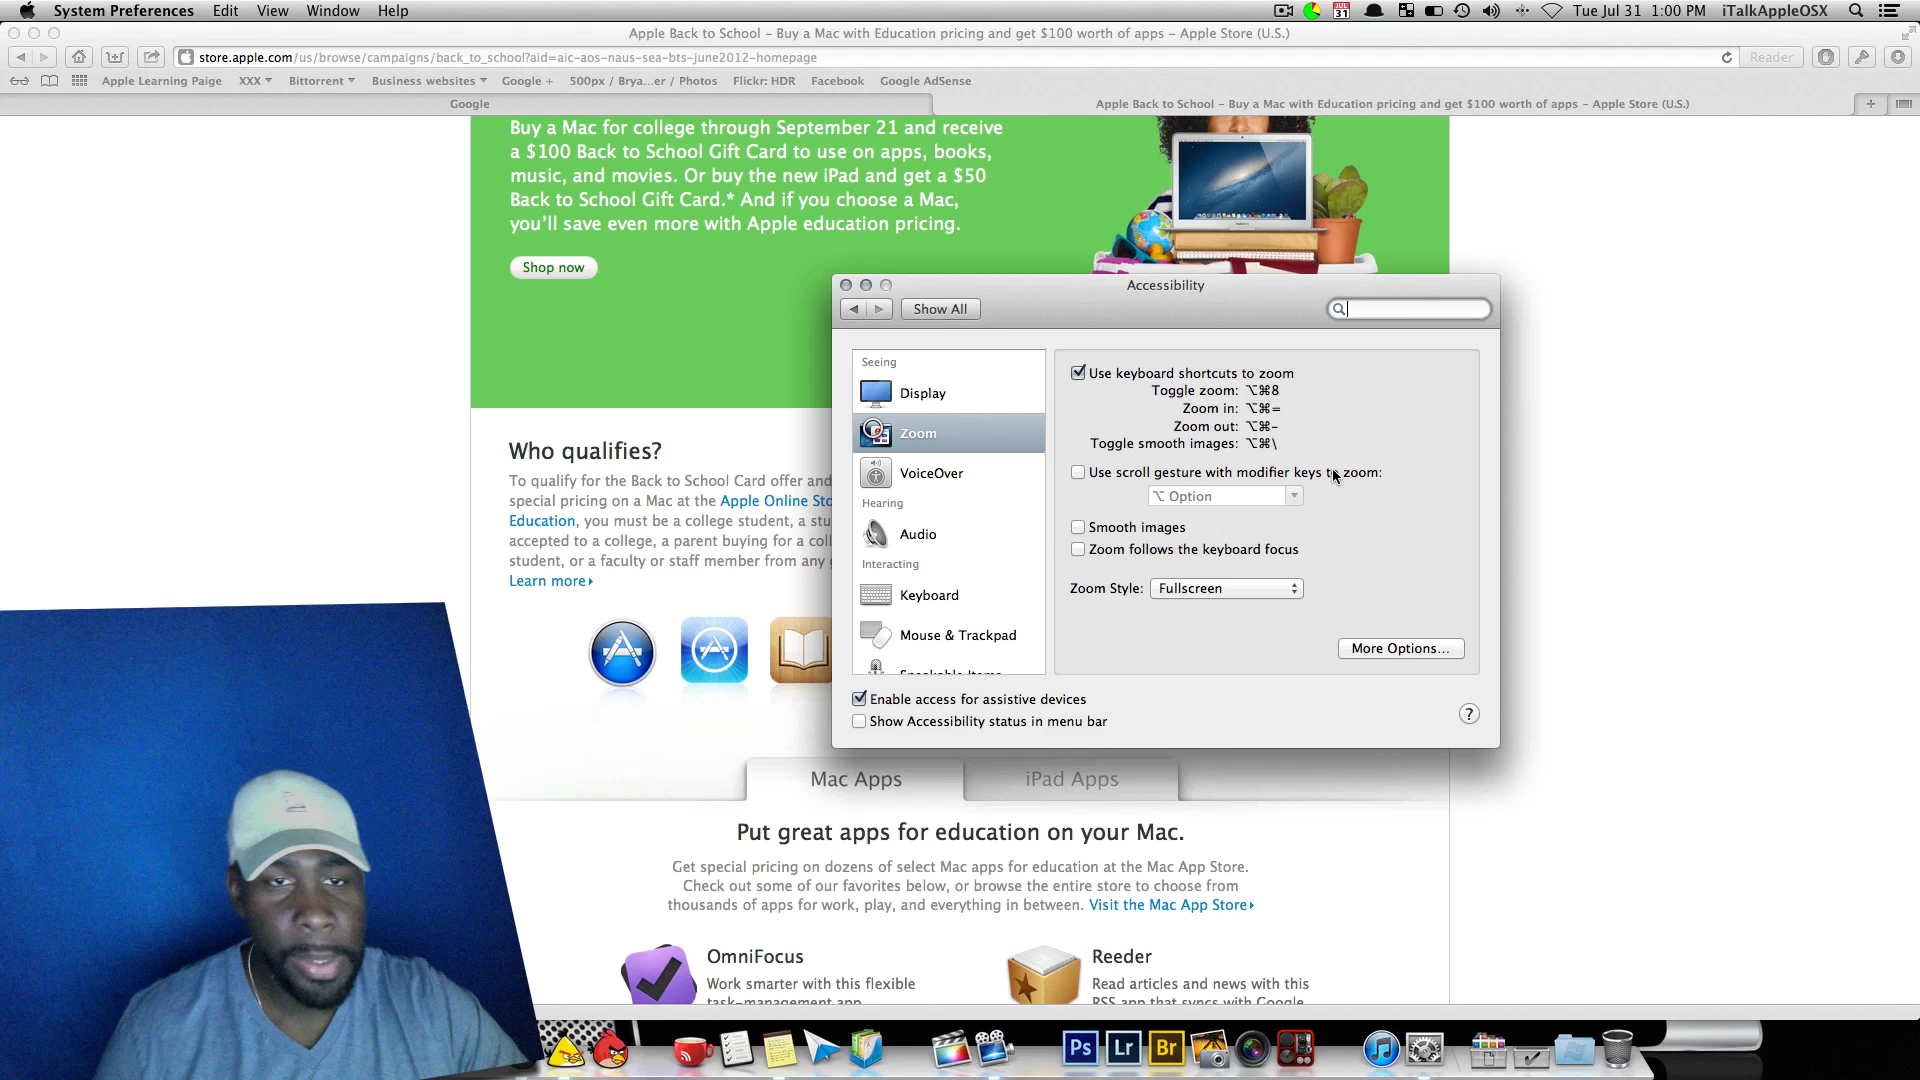 System Preferences Edit View Window Help
JUL 31
Tue Jul 31 1:00 PM iTalkAppleOSX
Apple Back to School – Buy a Mac with Education pricing and get $100 worth of apps – Apple Store (U.S.)
store.apple.com/us/browse/campaigns/back_to_school?aid=aic-aos-naus-sea-bts-june2012-homepage
Reader
Apple Learning Paige XXX Bittorrent Business websites Google + 500px / Brya...er / Photos Flickr: HDR Facebook Google AdSense
Google
Apple Back to School – Buy a Mac with Education pricing and get $100 worth of apps – Apple Store (U.S.)
Buy a Mac for college through September 21 and receive
a $100 Back to School Gift Card to use on apps, books,
music, and movies. Or buy the new iPad and get a $50
Back to School Gift Card.* And if you choose a Mac,
you'll save even more with Apple education pricing.
Shop now
Who qualifies?
To qualify for the Back to School Card offer and
special pricing on a Mac at the Apple Online Sto
Education, you must be a college student, a stu
accepted to a college, a parent buying for a coll
student, or a faculty or staff member from any g
Learn more
Accessibility
Show All
Seeing
Display
Zoom
VoiceOver
Hearing
Audio
Interacting
Keyboard
Mouse & Trackpad
Speakable Items
Use keyboard shortcuts to zoom
Toggle zoom: ⌥⌘8
Zoom in: ⌥⌘=
Zoom out: ⌥⌘-
Toggle smooth images: ⌥⌘\
Use scroll gesture with modifier keys to zoom:
⌥ Option
Smooth images
Zoom follows the keyboard focus
Zoom Style: Fullscreen
More Options...
Enable access for assistive devices
Show Accessibility status in menu bar
?
Mac Apps iPad Apps
Put great apps for education on your Mac.
Get special pricing on dozens of select Mac apps for education at the Mac App Store.
Check out some of our favorites below, or browse the entire store to choose from
thousands of apps for work, play, and everything in between. Visit the Mac App Store
OmniFocus
Work smarter with this flexible
task-management app
Reeder
Read articles and news with this
RSS app that syncs with Google
Ps Lr Br